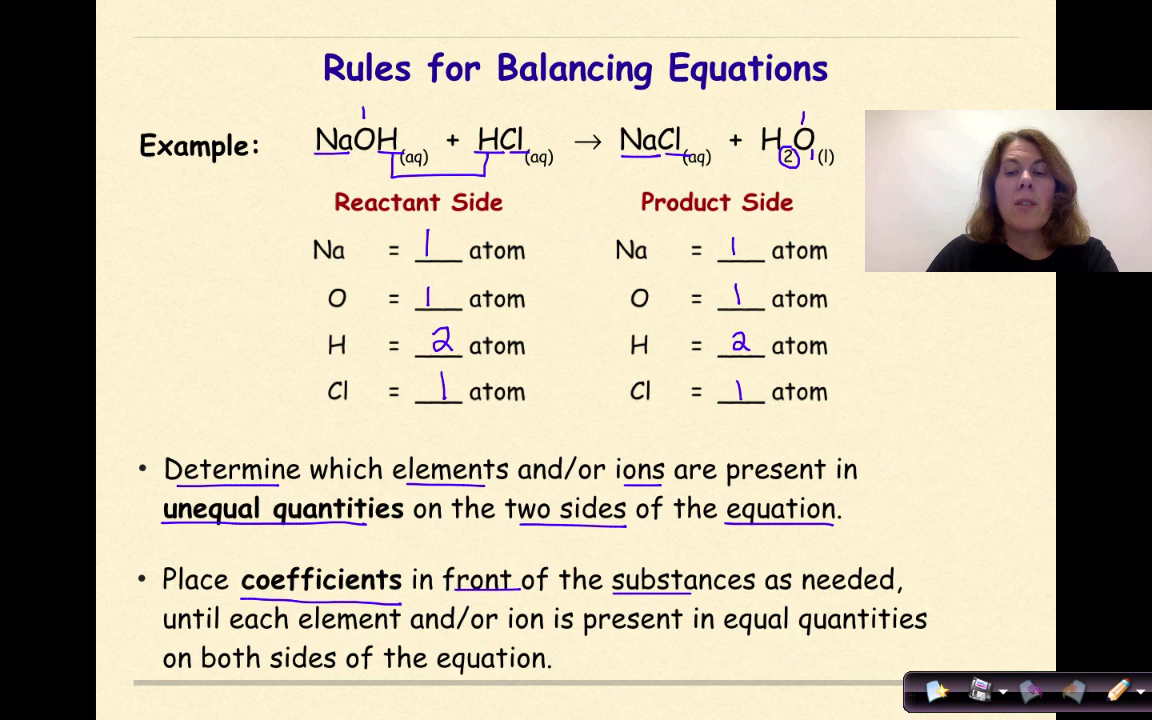 Rules for Balancing Equations
1 1
Example: NaOH(aq) + HCl(aq) → NaCl(aq) + H2O(l)
Reactant Side Product Side
Na = 1 atom Na = 1 atom
O = 1 atom O = 1 atom
H = 2 atom H = 2 atom
Cl = 1 atom Cl = 1 atom
• Determine which elements and/or ions are present in
unequal quantities on the two sides of the equation.
• Place coefficients in front of the substances as needed,
until each element and/or ion is present in equal quantities
on both sides of the equation.